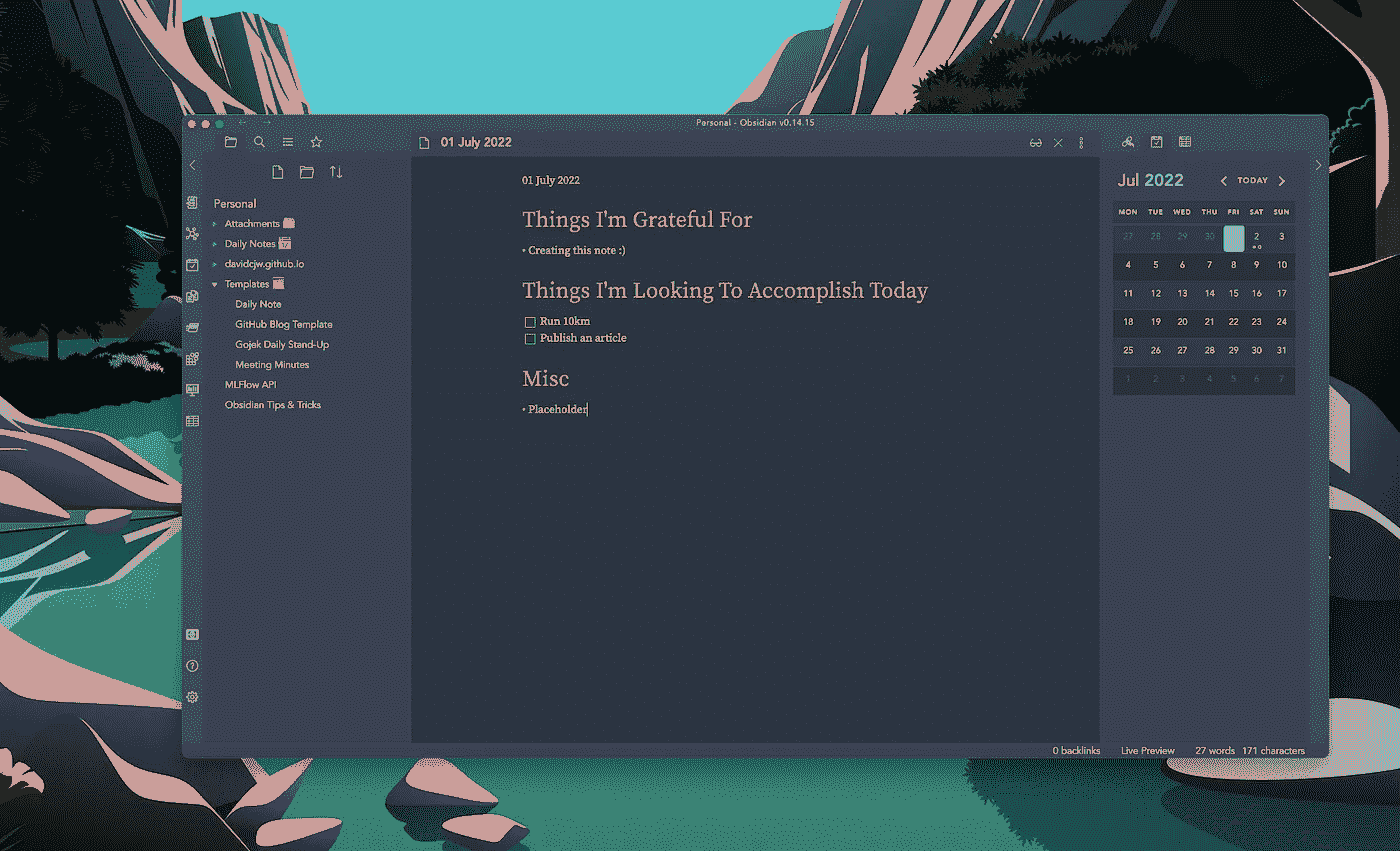 Personal - Obsidian v0.14.15
01 July 2022
Personal
Attachments
Daily Notes
davidcjw.github.io
Templates
Daily Note
GitHub Blog Template
Gojek Daily Stand-Up
Meeting Minutes
MLFlow API
Obsidian Tips & Tricks
01 July 2022
Things I'm Grateful For
• Creating this note :)
Things I'm Looking To Accomplish Today
Run 10km
Publish an article
Misc
• Placeholder
Jul 2022 TODAY
MON TUE WED THU FRI SAT SUN
27 28 29 30 2 3
4 5 6 7 8 9 10
11 12 13 14 15 16 17
18 19 20 21 22 23 24
25 26 27 28 29 30 31
1 2 3 4 5 6 7
0 backlinks Live Preview 27 words 171 characters